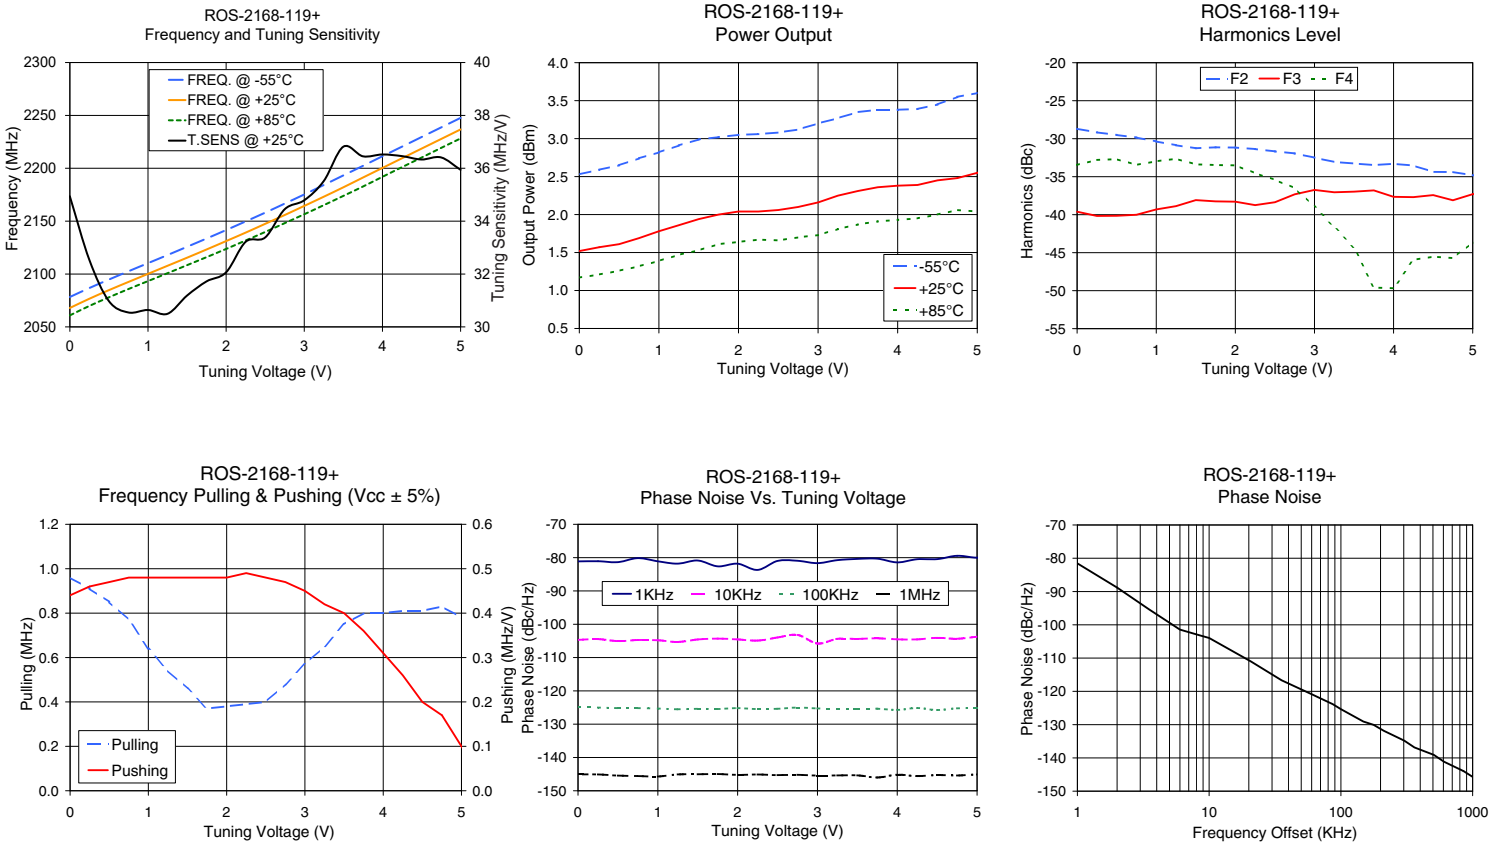 ROS-2168-119+
Frequency and Tuning Sensitivity
Frequency (MHz)
2300
2250
2200
2150
2100
2050
FREQ. @ -55°C
FREQ. @ +25°C
FREQ. @ +85°C
T.SENS @ +25°C
40
38
36
34
32
30
Tuning Sensitivity (MHz/V)
0 1 2 3 4 5
Tuning Voltage (V)
ROS-2168-119+
Power Output
Output Power (dBm)
4.0
3.5
3.0
2.5
2.0
1.5
1.0
0.5
-55°C
+25°C
+85°C
0 1 2 3 4 5
Tuning Voltage (V)
ROS-2168-119+
Harmonics Level
Harmonics (dBc)
-20
-25
-30
-35
-40
-45
-50
-55
F2 F3 F4
0 1 2 3 4 5
Tuning Voltage (V)
ROS-2168-119+
Frequency Pulling & Pushing (Vcc ± 5%)
Pulling (MHz)
1.2
1.0
0.8
0.6
0.4
0.2
0.0
Pulling
Pushing
0.6
0.5
0.4
0.3
0.2
0.1
0.0
Pushing (MHz/V)
0 1 2 3 4 5
Tuning Voltage (V)
ROS-2168-119+
Phase Noise Vs. Tuning Voltage
Phase Noise (dBc/Hz)
-70
-80
-90
-100
-110
-120
-130
-140
-150
1KHz 10KHz 100KHz 1MHz
0 1 2 3 4 5
Tuning Voltage (V)
ROS-2168-119+
Phase Noise
Phase Noise (dBc/Hz)
-70
-80
-90
-100
-110
-120
-130
-140
-150
1 10 100 1000
Frequency Offset (KHz)